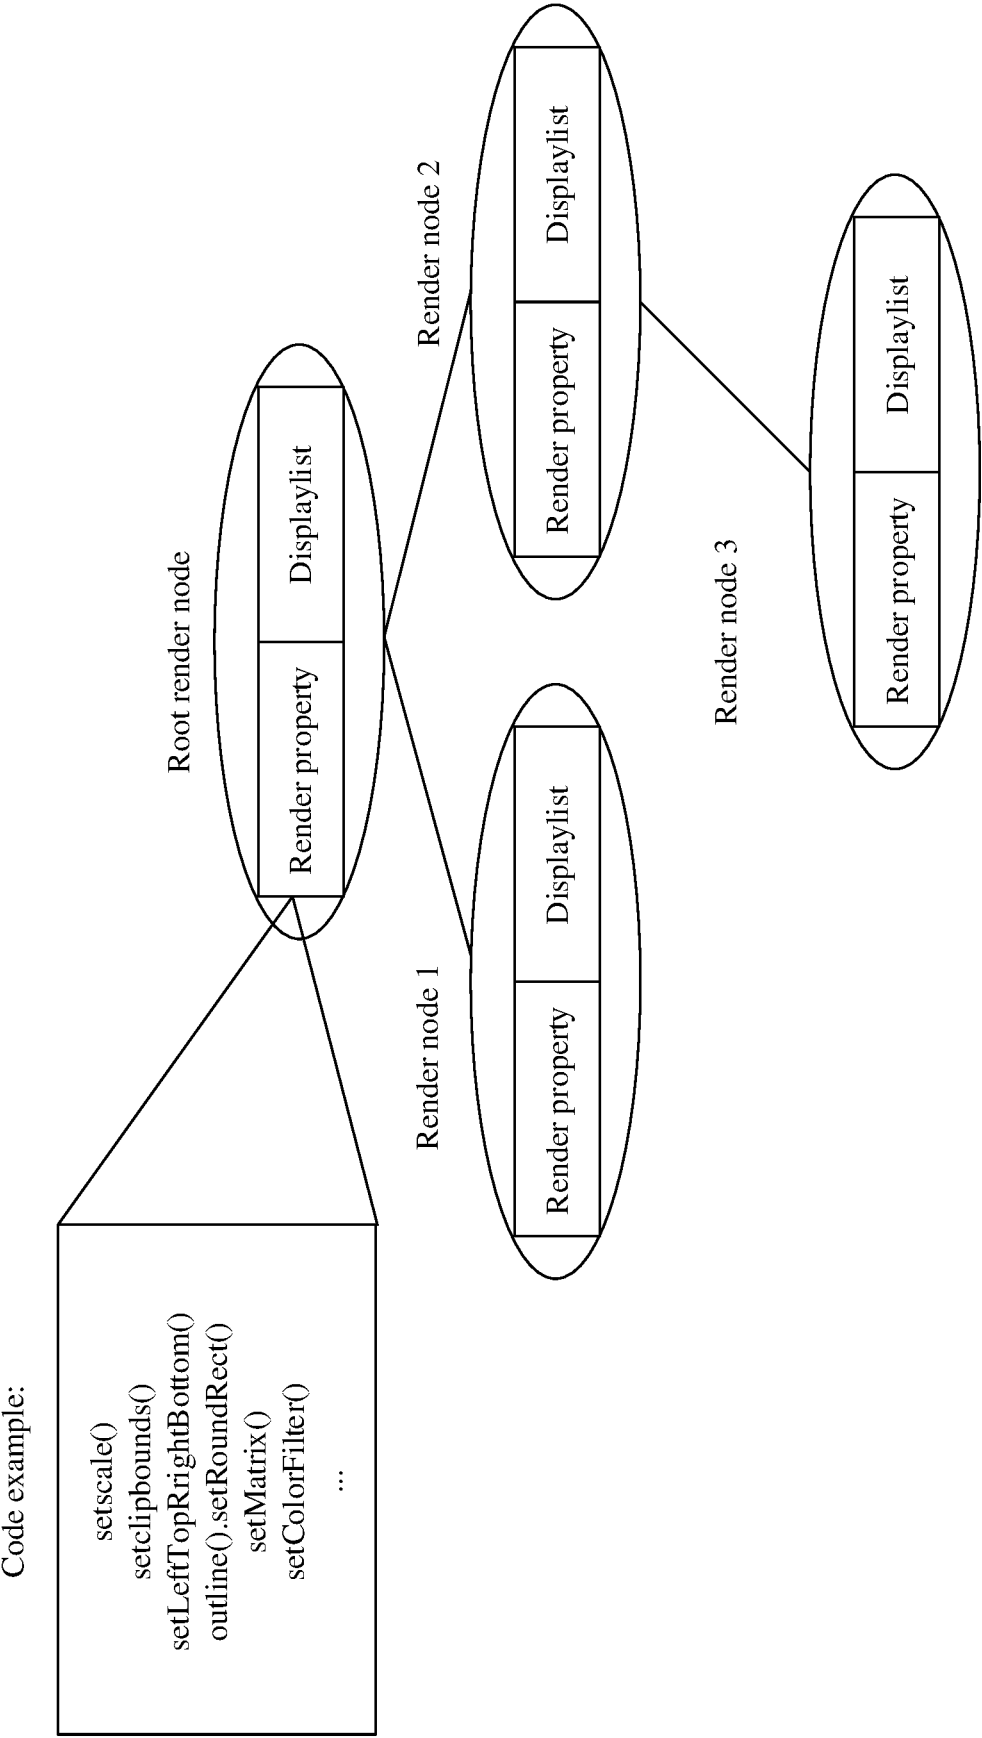 Code example:
setscale()
setclipbounds()
setLeftTopRrightBottom()
outline().setRoundRect()
setMatrix()
setColorFilter()
...
Root render node
Render property
Displaylist
Render node 1
Render property
Displaylist
Render node 2
Render property
Displaylist
Render node 3
Render property
Displaylist